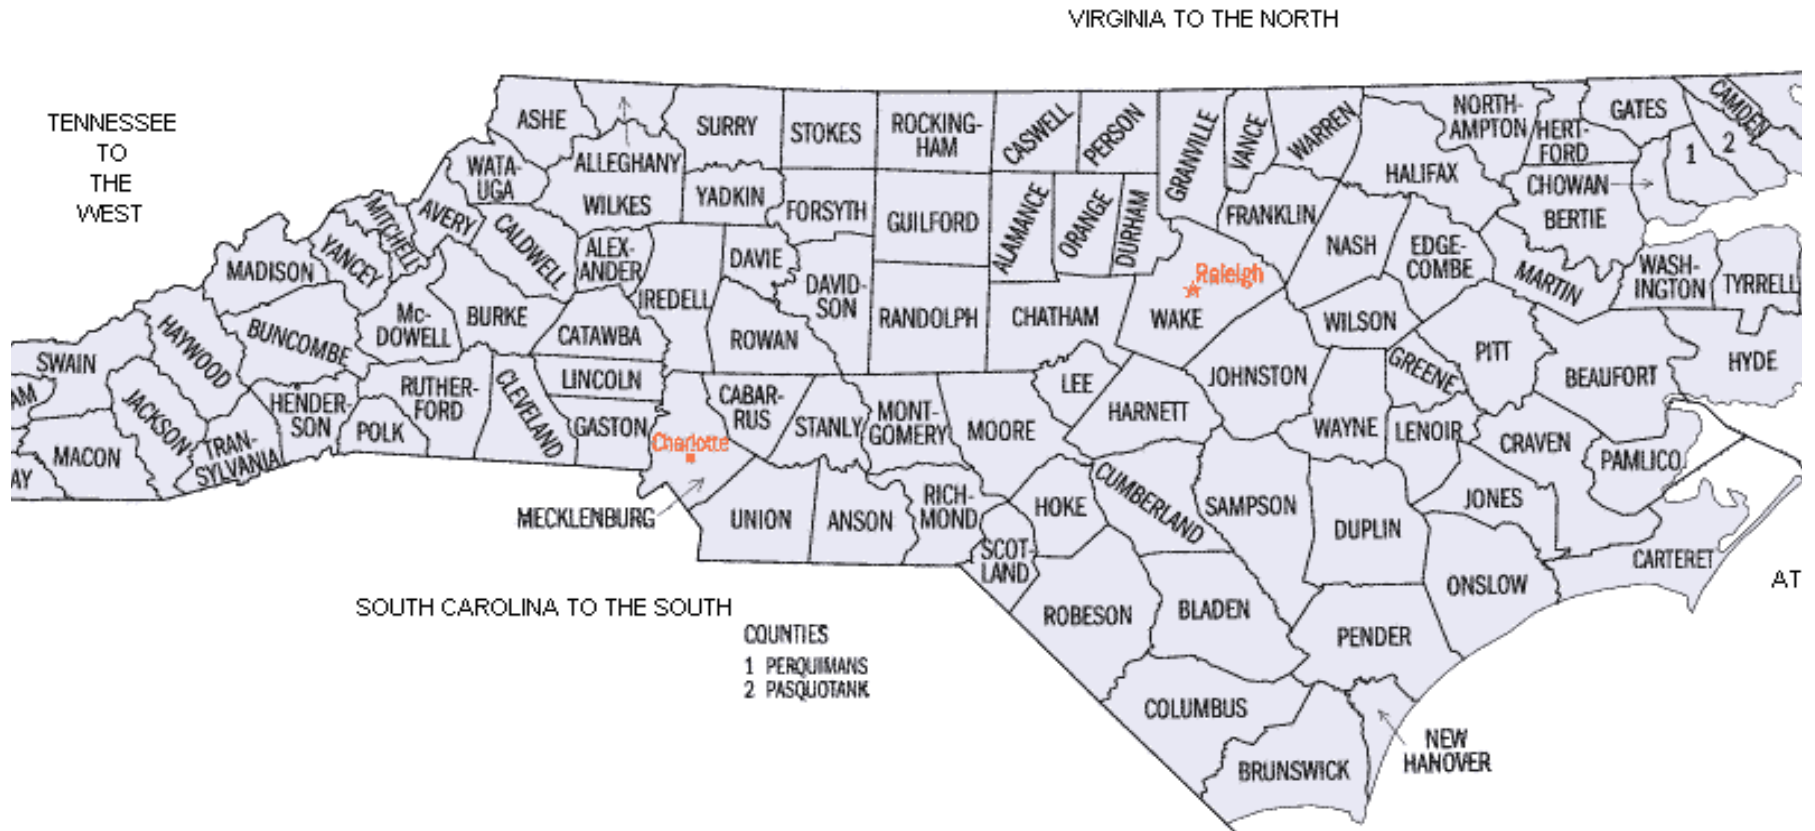 VIRGINIA TO THE NORTH
TENNESSEE
TO
THE
WEST
ASHE
ALLEGHANY
SURRY
STOKES
ROCKING-
HAM
CASWELL
PERSON
GRANVILLE
VANCE
WARREN
NORTH-
AMPTON
HERT-
FORD
GATES
CAMDEN
1
2
WATA-
UGA
WILKES
YADKIN
FORSYTH
GUILFORD
ALAMANCE
ORANGE
DURHAM
FRANKLIN
HALIFAX
CHOWAN
BERTIE
MITCHELL
AVERY
CALDWELL
ALEX-
ANDER
IREDELL
DAVIE
DAVID-
SON
RANDOLPH
CHATHAM
Raleigh
WAKE
NASH
EDGE-
COMBE
MARTIN
WASH-
INGTON
TYRRELL
MADISON
YANCEY
McDOWELL
BURKE
CATAWBA
ROWAN
WILSON
PITT
BEAUFORT
HYDE
SWAIN
HAYWOOD
BUNCOMBE
RUTHER-
FORD
CLEVELAND
LINCOLN
GASTON
CABAR-
RUS
STANLY
MONT-
GOMERY
MOORE
LEE
HARNETT
JOHNSTON
GREENE
WAYNE
LENOIR
CRAVEN
PAMLICO
AM
JACKSON
HENDER-
SON
POLK
TRAN-
SYLVANIA
MACON
AY
Charlotte
MECKLENBURG
UNION
ANSON
RICH-
MOND
HOKE
CUMBERLAND
SAMPSON
DUPLIN
JONES
CARTERET
ONSLOW
SCOT-
LAND
ROBESON
BLADEN
PENDER
AT
SOUTH CAROLINA TO THE SOUTH
COUNTIES
1 PERQUIMANS
2 PASQUOTANK
COLUMBUS
BRUNSWICK
NEW
HANOVER